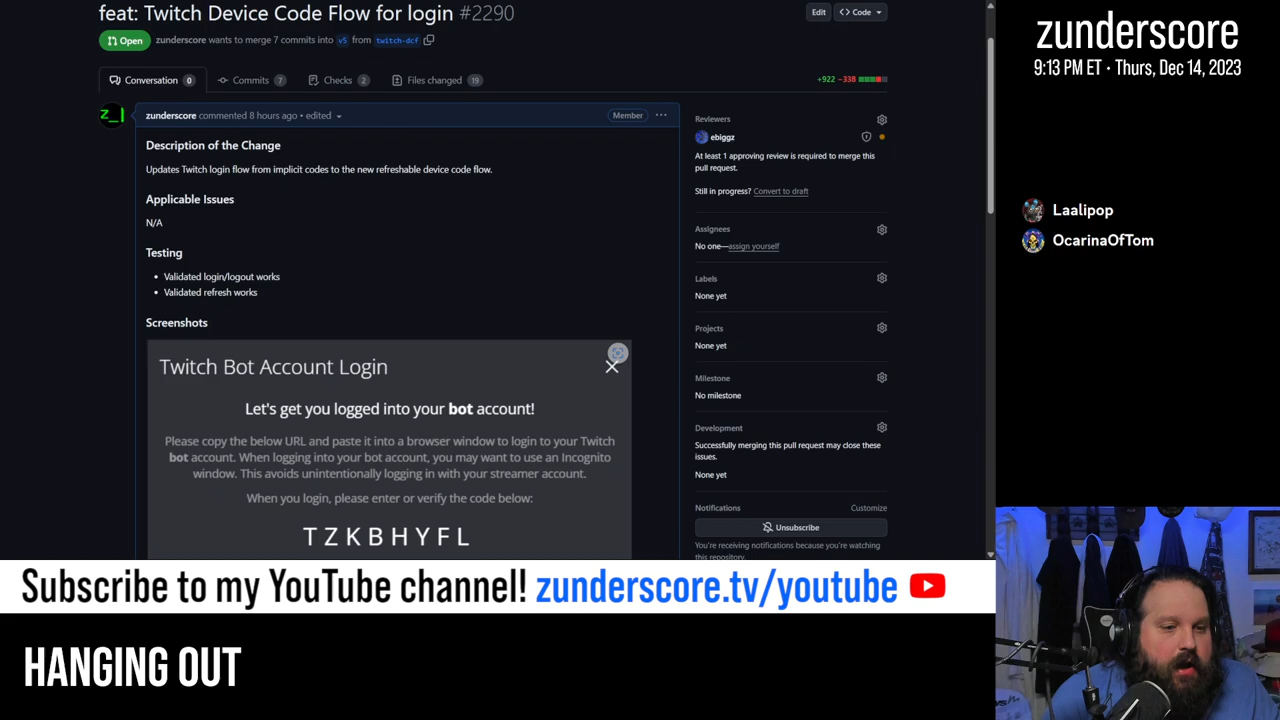 feat: Twitch Device Code Flow for login #2290
Edit
<> Code
Open
zunderscore wants to merge 7 commits into v5 from twitch-dcf
Conversation 0
Commits 7
Checks 2
Files changed 19
+922 −338
zunderscore commented 8 hours ago • edited
Member
Description of the Change
Updates Twitch login flow from implicit codes to the new refreshable device code flow.
Applicable Issues
N/A
Testing
• Validated login/logout works
• Validated refresh works
Screenshots
Twitch Bot Account Login
Let's get you logged into your bot account!
Please copy the below URL and paste it into a browser window to login to your Twitch
bot account. When logging into your bot account, you may want to use an Incognito
window. This avoids unintentionally logging in with your streamer account.
When you login, please enter or verify the code below:
TZKBHYFL
Reviewers
ebiggz
At least 1 approving review is required to merge this
pull request.
Still in progress? Convert to draft
Assignees
No one—assign yourself
Labels
None yet
Projects
None yet
Milestone
No milestone
Development
Successfully merging this pull request may close these
issues.
None yet
Notifications
Customize
Unsubscribe
You're receiving notifications because you're watching
this repository.
zunderscore
9:13 PM ET • Thurs, Dec 14, 2023
Laalipop
OcarinaOfTom
Subscribe to my YouTube channel! zunderscore.tv/youtube
HANGING OUT